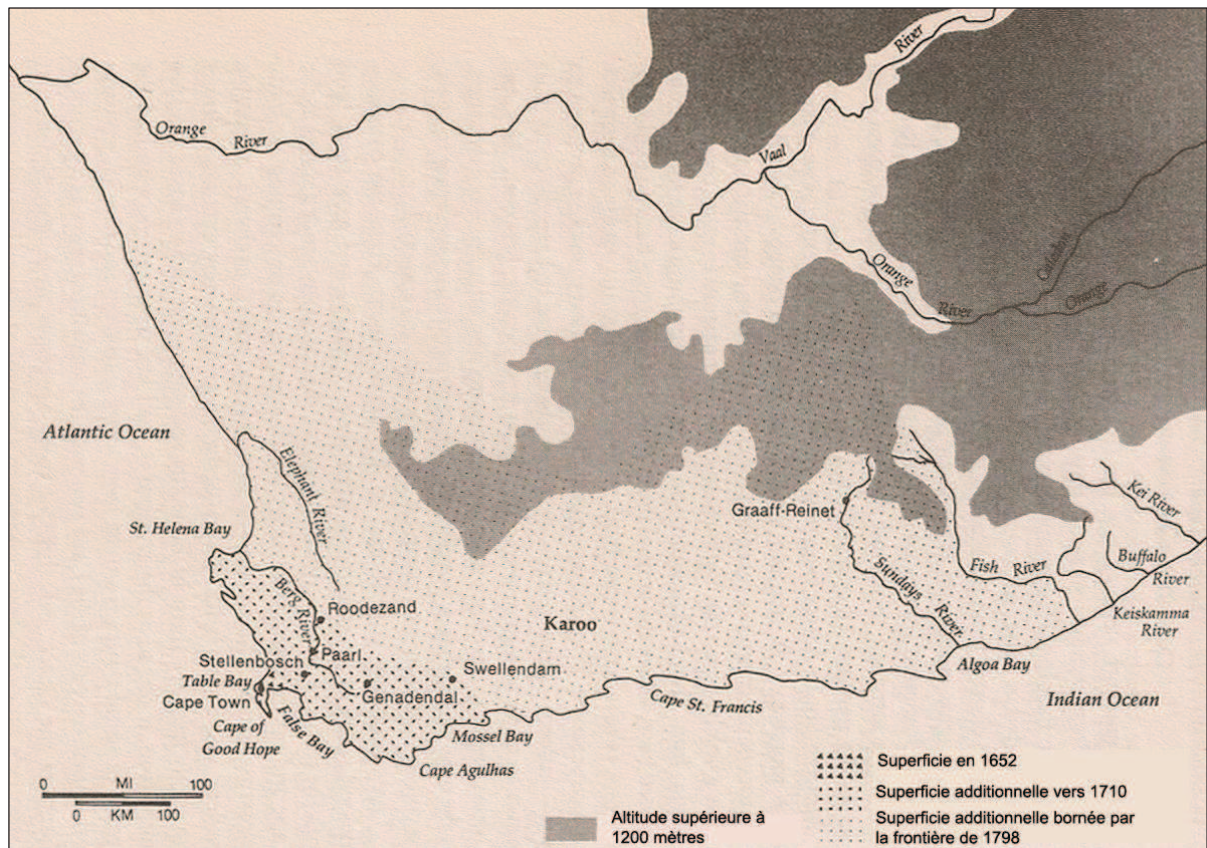 River
Orange
River
Vaal
Orange
River
Caledon
Orange
Atlantic Ocean
Elephant River
Kei River
Graaff-Reinet
St. Helena Bay
Buffalo
River
Fish River
Sundays River
Berg River
Roodezand
Karoo
Keiskamma
River
Paarl
Stellenbosch
Swellendam
Algoa Bay
Table Bay
Genadendal
Cape Town
Cape St. Francis
Indian Ocean
False Bay
Cape of
Good Hope
Mossel Bay
Cape Agulhas
Superficie en 1652
0 MI 100
0 KM 100
Superficie additionnelle vers 1710
Altitude supérieure à
1200 mètres
Superficie additionnelle bornée par
la frontière de 1798